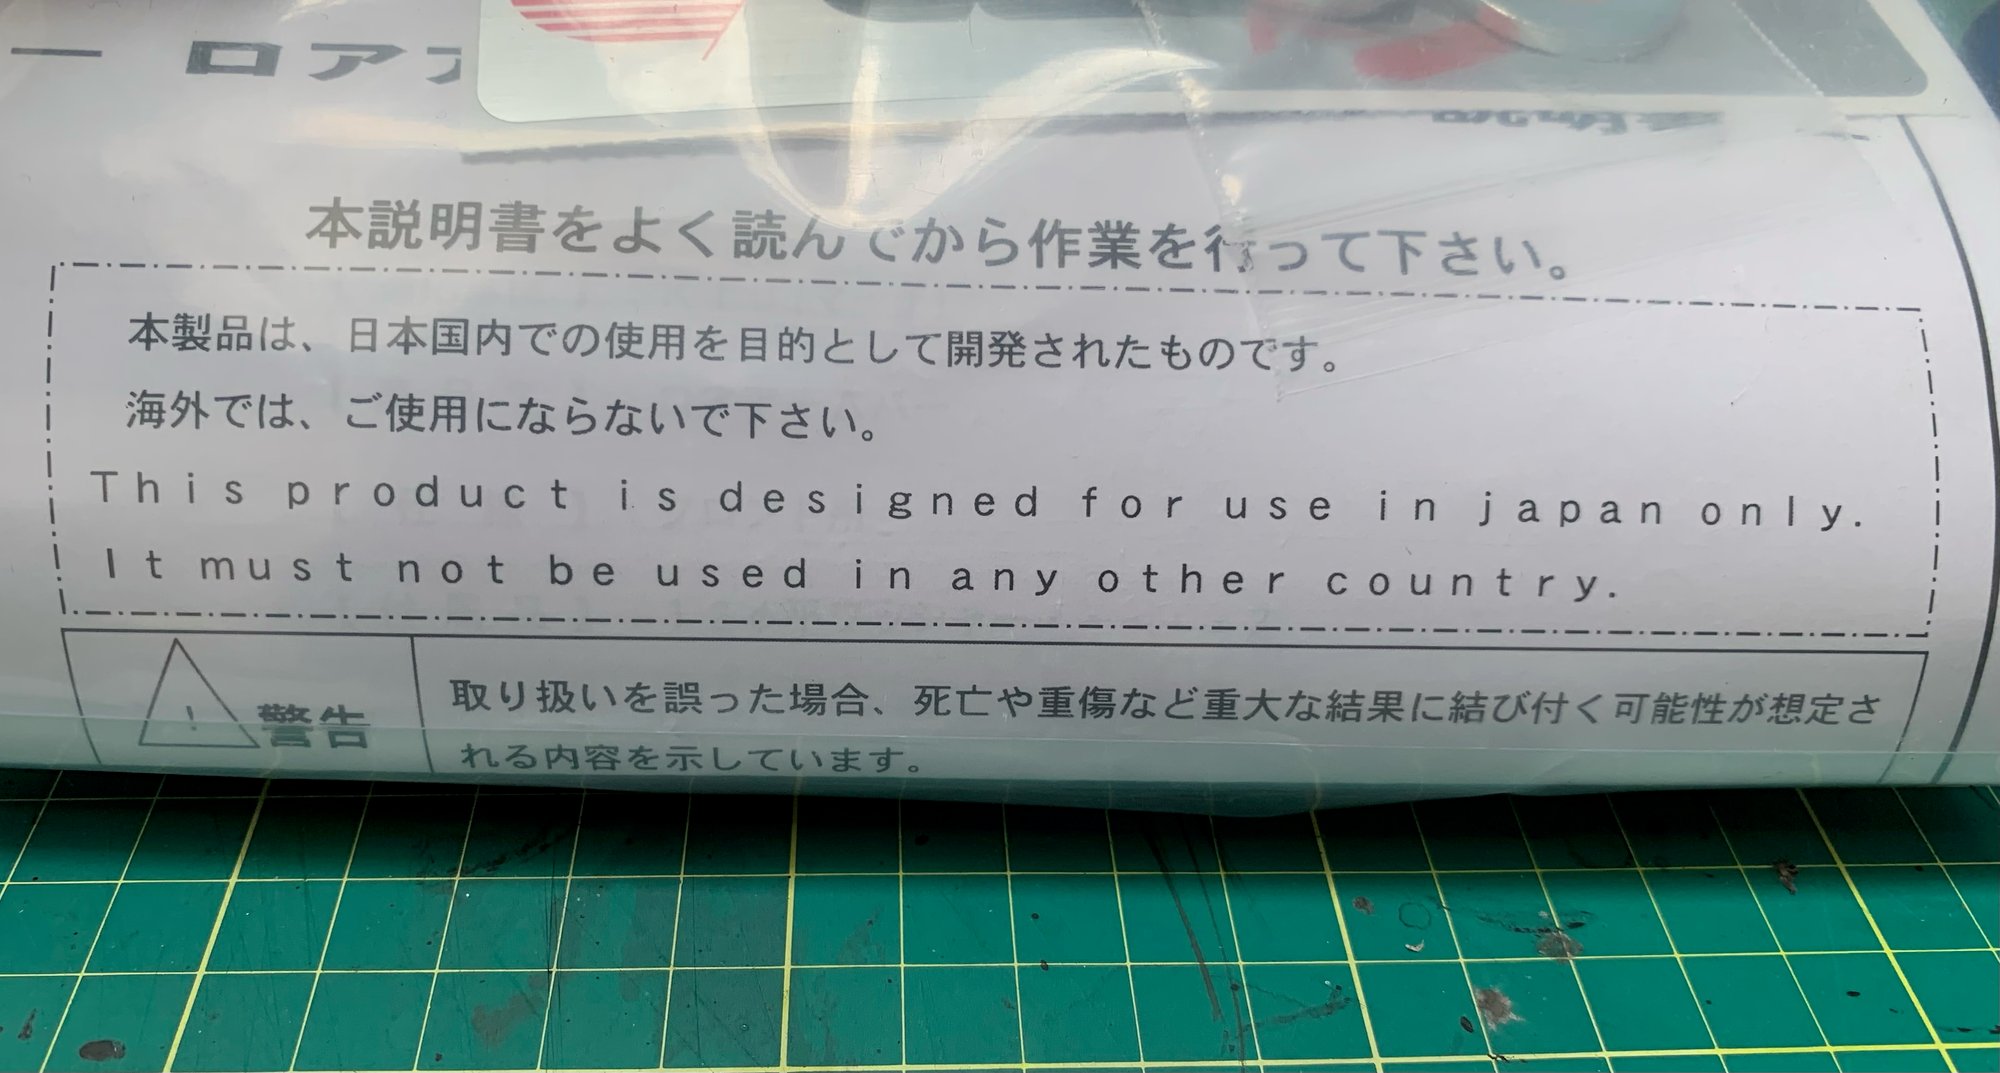 ー ロアア
本説明書をよく読んでから作業を行って下さい。
本製品は、日本国内での使用を目的として開発されたものです。
海外では、ご使用にならないで下さい。
This product is designed for use in japan only.
It must not be used in any other country.
! 警告
取り扱いを誤った場合、死亡や重傷など重大な結果に結び付く可能性が想定さ
れる内容を示しています。